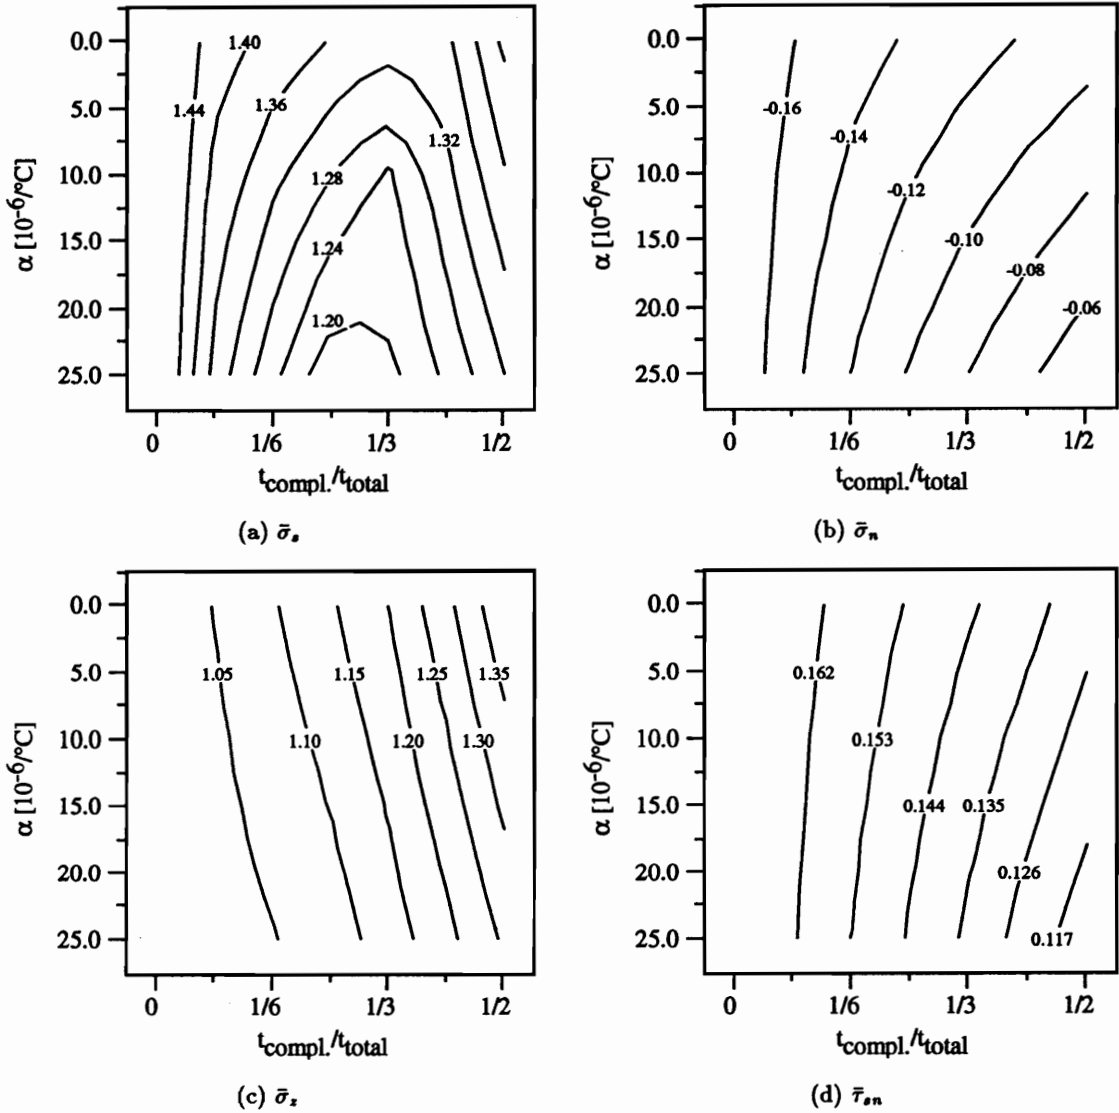 0.0
5.0
10.0
15.0
20.0
25.0
α [10⁻⁶/°C]
1.44
1.40
1.36
1.32
1.28
1.24
1.20
0 1/6 1/3 1/2
t_compl./t_total
(a) σ̄ₛ
0.0
5.0
10.0
15.0
20.0
25.0
α [10⁻⁶/°C]
-0.16
-0.14
-0.12
-0.10
-0.08
-0.06
0 1/6 1/3 1/2
t_compl./t_total
(b) σ̄ₙ
0.0
5.0
10.0
15.0
20.0
25.0
α [10⁻⁶/°C]
1.05 1.15 1.25 1.35
1.10 1.20 1.30
0 1/6 1/3 1/2
t_compl./t_total
(c) σ̄_z
0.0
5.0
10.0
15.0
20.0
25.0
α [10⁻⁶/°C]
0.162
0.153
0.144 0.135
0.126
0.117
0 1/6 1/3 1/2
t_compl./t_total
(d) τ̄ₛₙ